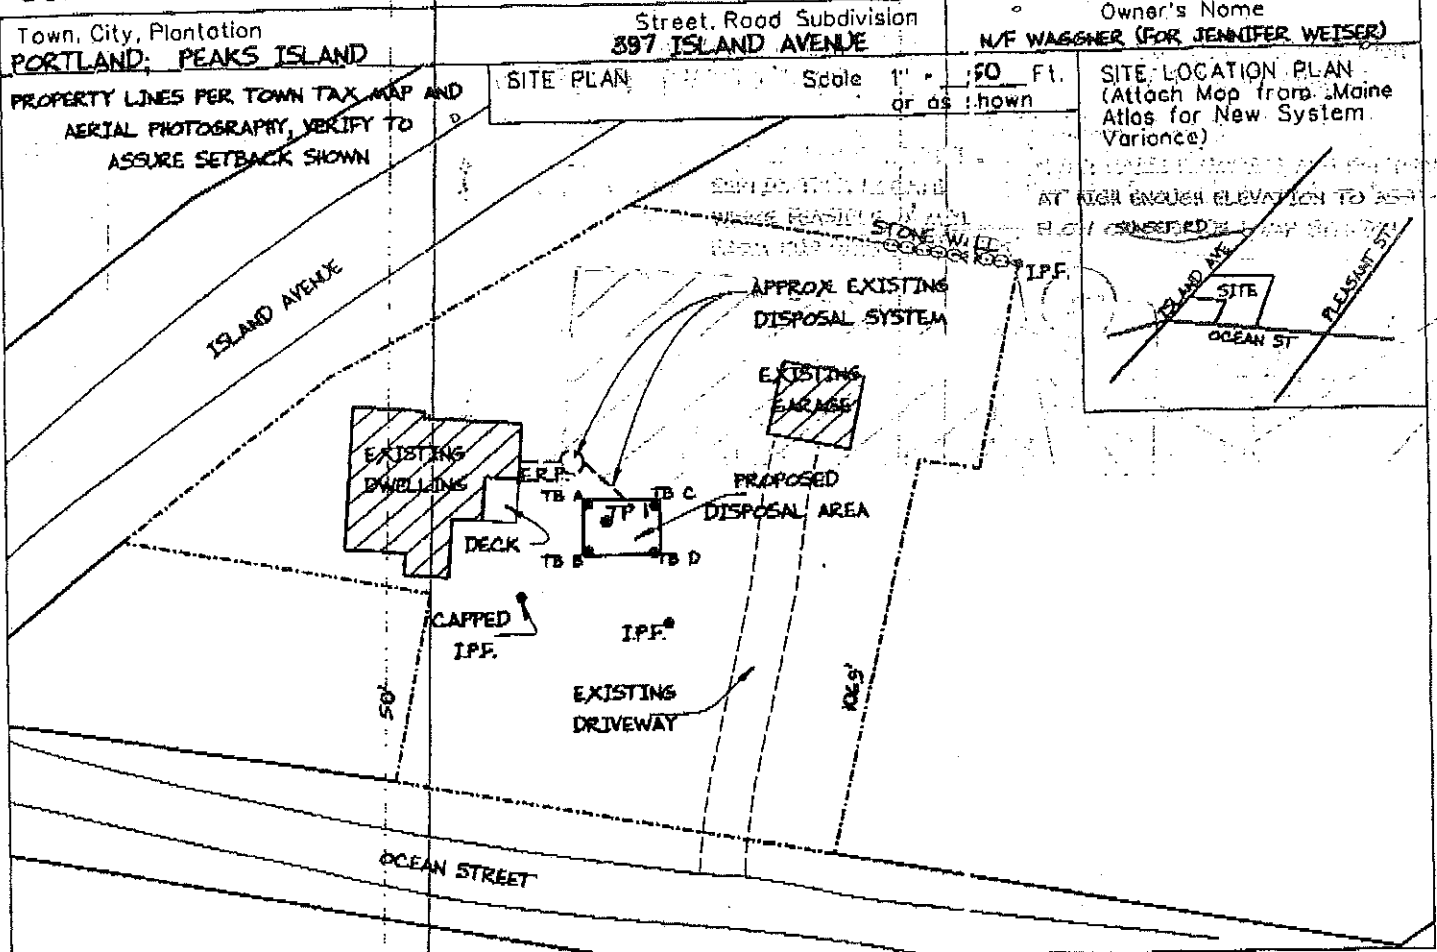 Town, City, Plantation
PORTLAND; PEAKS ISLAND
Street, Road Subdivision
897 ISLAND AVENUE
Owner's Name
N/F WAGGNER (FOR JENNIFER WEISER)
PROPERTY LINES PER TOWN TAX MAP AND
AERIAL PHOTOGRAPHY, VERIFY TO
ASSURE SETBACK SHOWN
SITE PLAN
Scale 1" = 50 Ft.
or as shown
SITE LOCATION PLAN
(Attach Map from Maine
Atlas for New System
Variance)
AT HIGH ENOUGH ELEVATION TO
ISLAND AVE
SITE
OCEAN ST
PLEASANT ST
STONE WALL
I.P.F.
ISLAND AVENUE
APPROX EXISTING
DISPOSAL SYSTEM
EXISTING
GARAGE
EXISTING
DWELLING
E.R.P.
TB A
TB C
TP 1
PROPOSED
DISPOSAL AREA
DECK
TB B
TB D
CAPPED
I.P.F.
I.P.F.
EXISTING
DRIVEWAY
50'
106.9'
OCEAN STREET